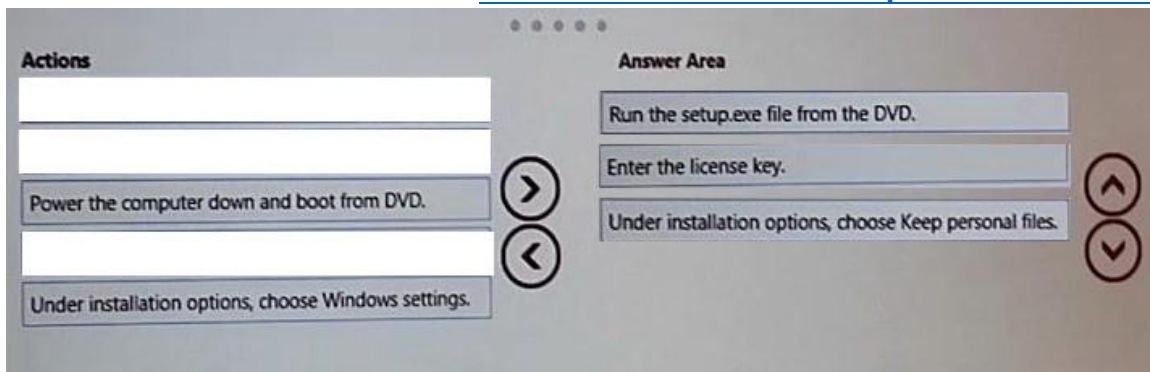 Actions
Power the computer down and boot from DVD.
Under installation options, choose Windows settings.
Answer Area
Run the setup.exe file from the DVD.
Enter the license key.
Under installation options, choose Keep personal files.